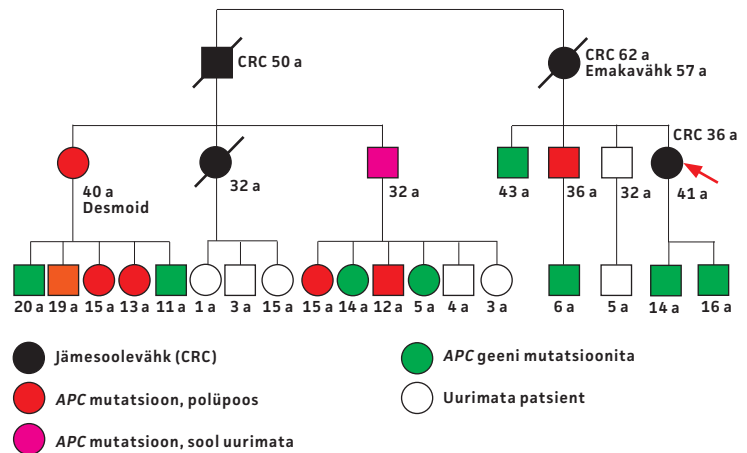 CRC 50 a
CRC 62 a
Emakavähk 57 a
CRC 36 a
40 a
Desmoid
32 a
32 a
43 a
36 a
32 a
41 a
20 a
19 a
15 a
13 a
11 a
1 a
3 a
15 a
15 a
14 a
12 a
5 a
4 a
3 a
6 a
5 a
14 a
16 a
Jämesoolevähk (CRC)
APC mutatsioon, polüpoos
APC mutatsioon, sool uurimata
APC geeni mutatsioonita
Uurimata patsient